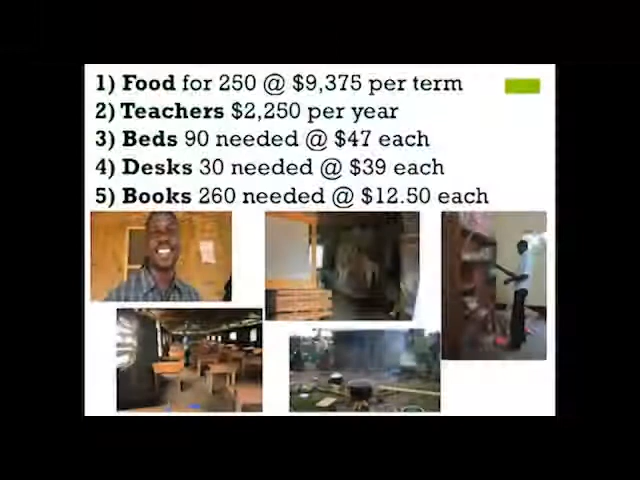 1) Food for 250 @ $9,375 per term
2) Teachers $2,250 per year
3) Beds 90 needed @ $47 each
4) Desks 30 needed @ $39 each
5) Books 260 needed @ $12.50 each